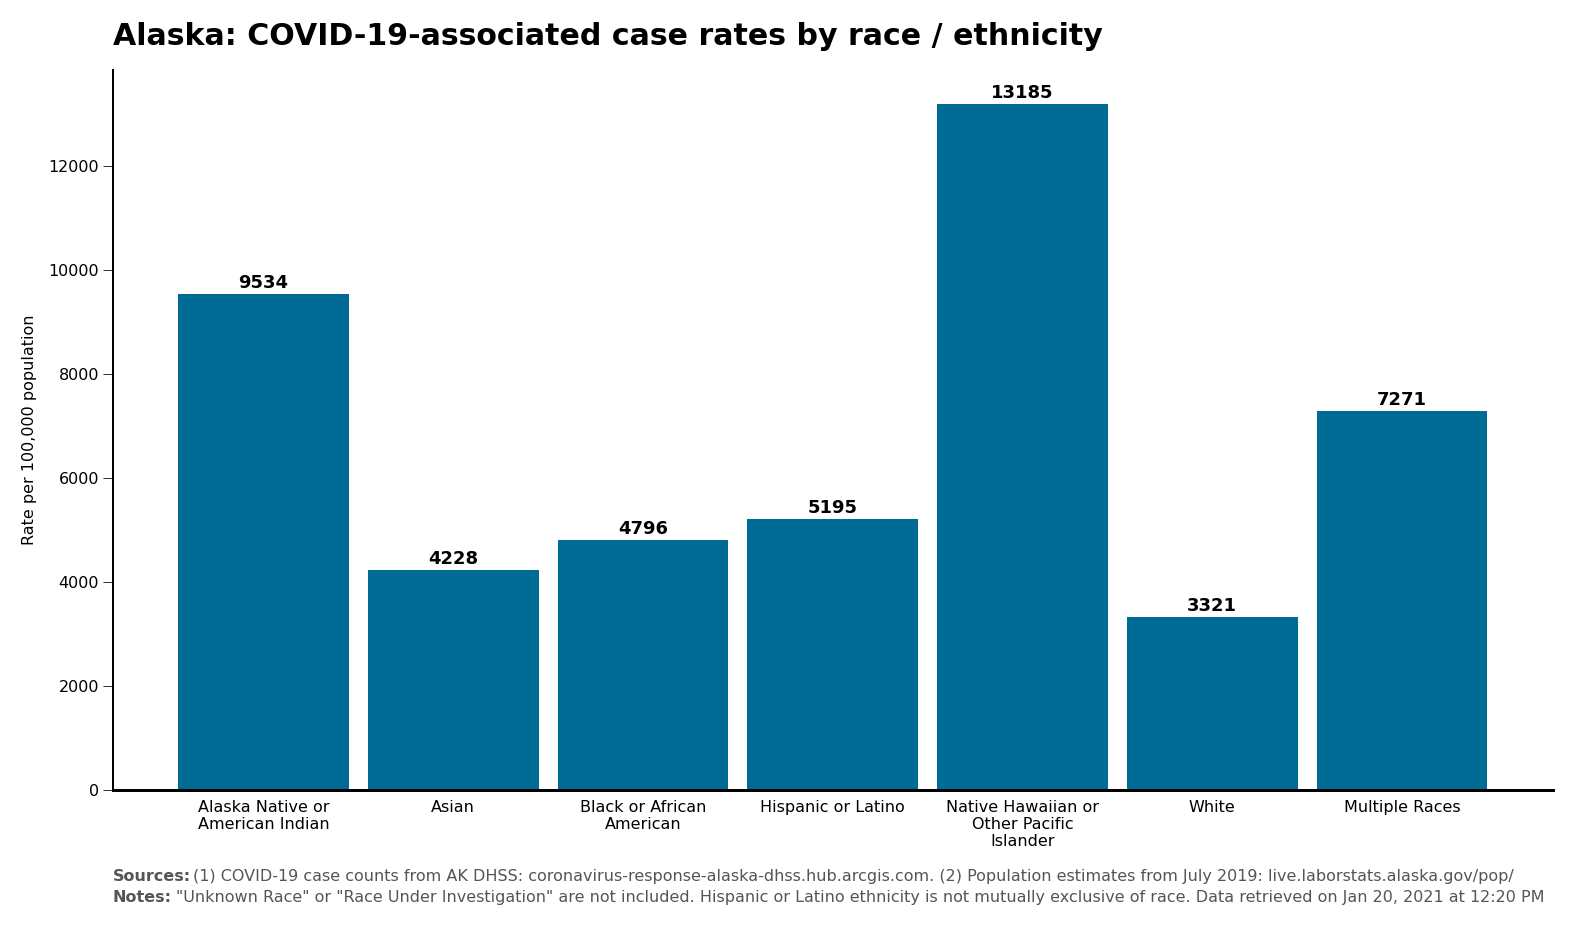 Alaska: COVID-19-associated case rates by race / ethnicity
13185
12000
10000
9534
8000
7271
6000
5195
4796
4228
4000
3321
2000
0
Rate per 100,000 population
Alaska Native or
American Indian
Asian
Black or African
American
Hispanic or Latino
Native Hawaiian or
Other Pacific
Islander
White
Multiple Races
Sources: (1) COVID-19 case counts from AK DHSS: coronavirus-response-alaska-dhss.hub.arcgis.com. (2) Population estimates from July 2019: live.laborstats.alaska.gov/pop/
Notes: "Unknown Race" or "Race Under Investigation" are not included. Hispanic or Latino ethnicity is not mutually exclusive of race. Data retrieved on Jan 20, 2021 at 12:20 PM